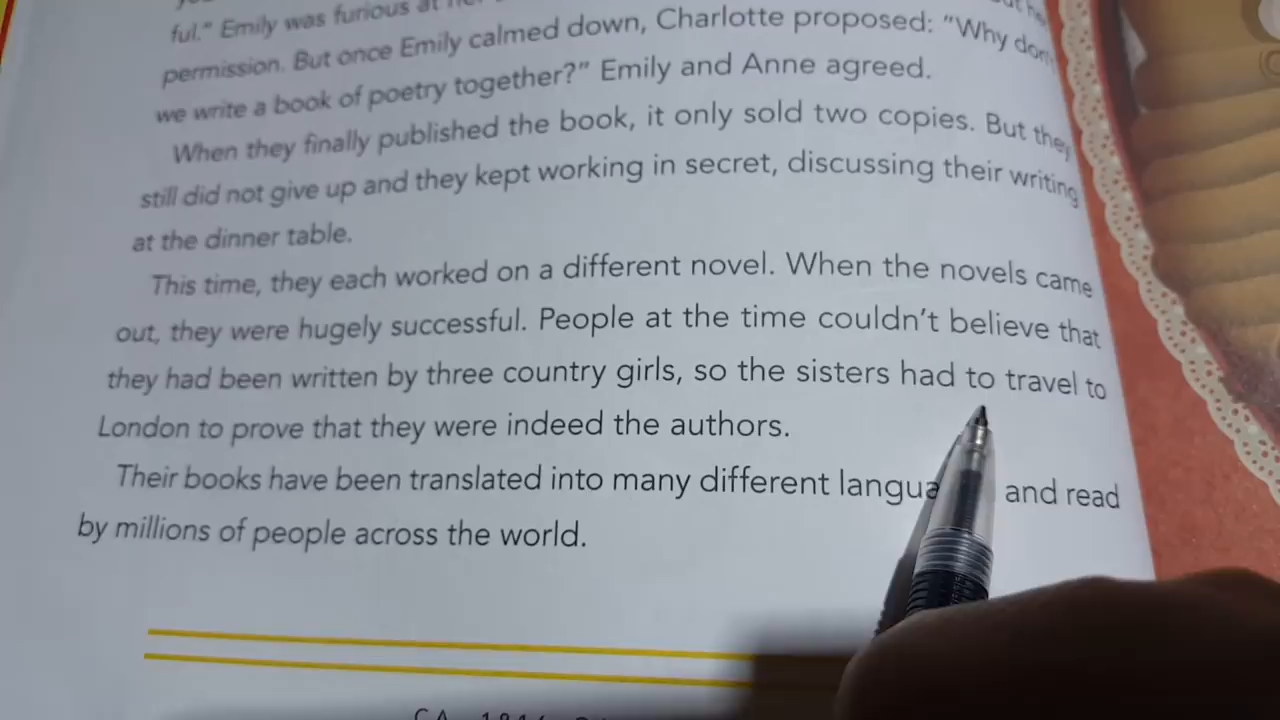 ful." Emily was furious at her
permission. But once Emily calmed down, Charlotte proposed: "Why don
we write a book of poetry together?" Emily and Anne agreed.
When they finally published the book, it only sold two copies. But they
still did not give up and they kept working in secret, discussing their writing
at the dinner table.
This time, they each worked on a different novel. When the novels came
out, they were hugely successful. People at the time couldn't believe that
they had been written by three country girls, so the sisters had to travel to
London to prove that they were indeed the authors.
Their books have been translated into many different langua and read
by millions of people across the world.